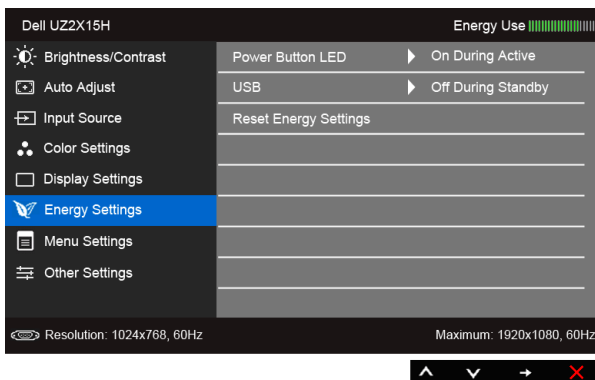 Dell UZ2X15H Energy Use
Brightness/Contrast Power Button LED On During Active
Auto Adjust USB Off During Standby
Input Source Reset Energy Settings
Color Settings
Display Settings
Energy Settings
Menu Settings
Other Settings
Resolution: 1024x768, 60Hz Maximum: 1920x1080, 60Hz